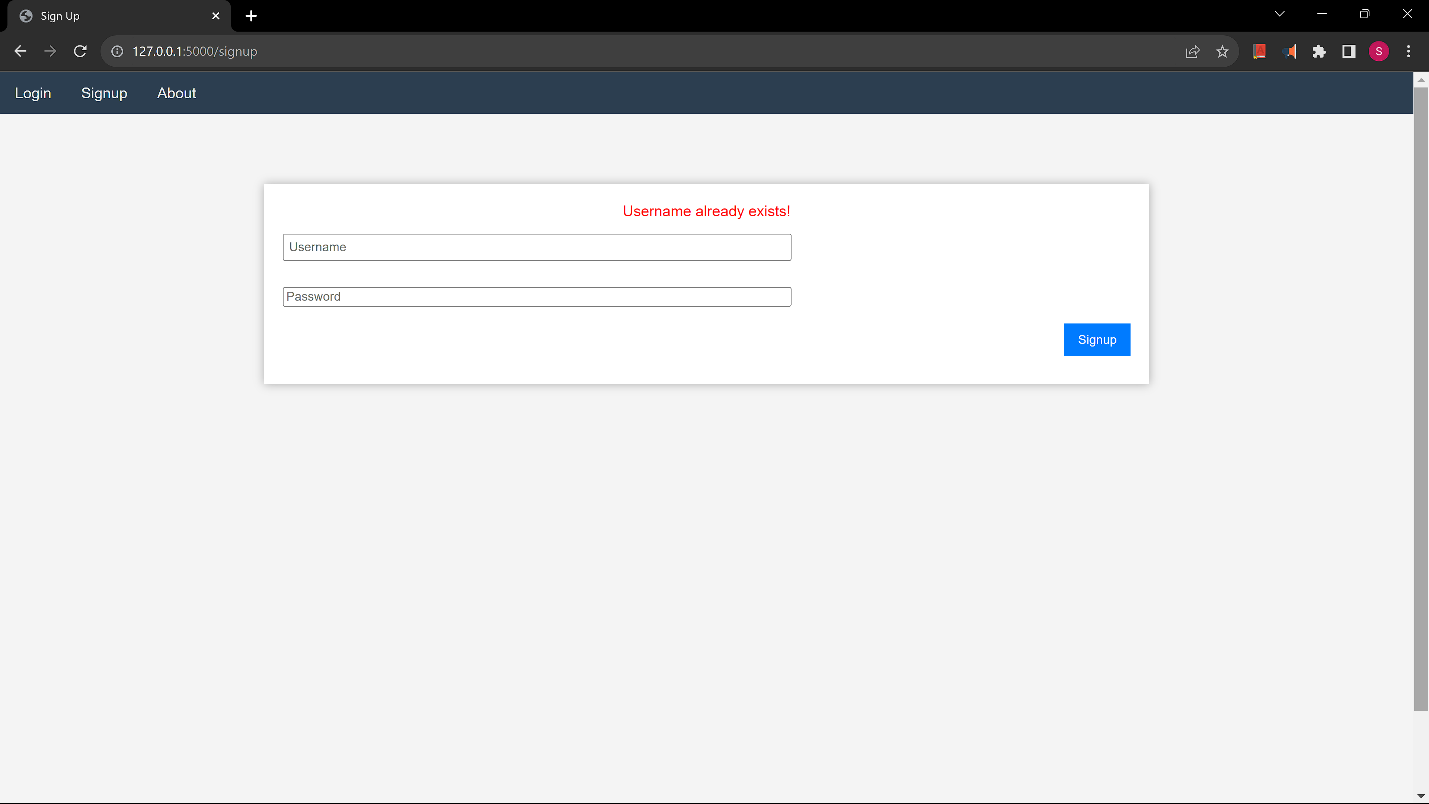 Sign Up
127.0.0.1:5000/signup
S
Login Signup About
Username already exists!
Username
Password
Signup